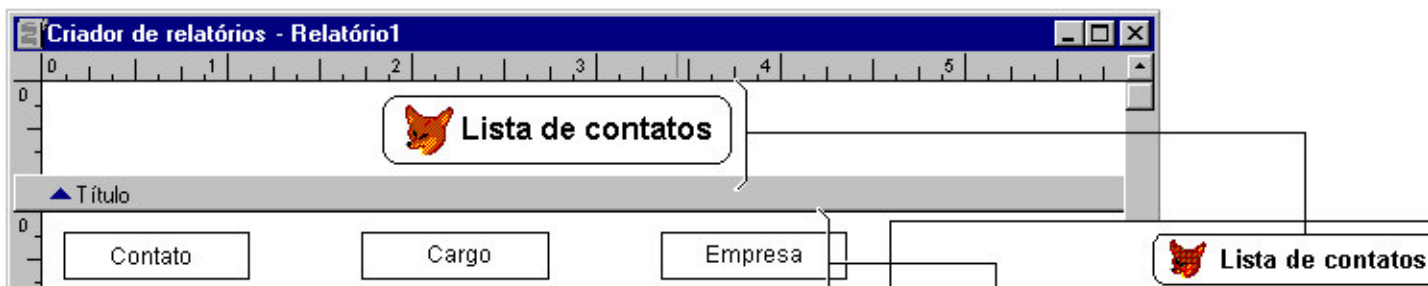 Criador de relatórios - Relatório1
0 1 2 3 4 5
0
Lista de contatos
Título
0
Contato Cargo Empresa
Lista de contatos